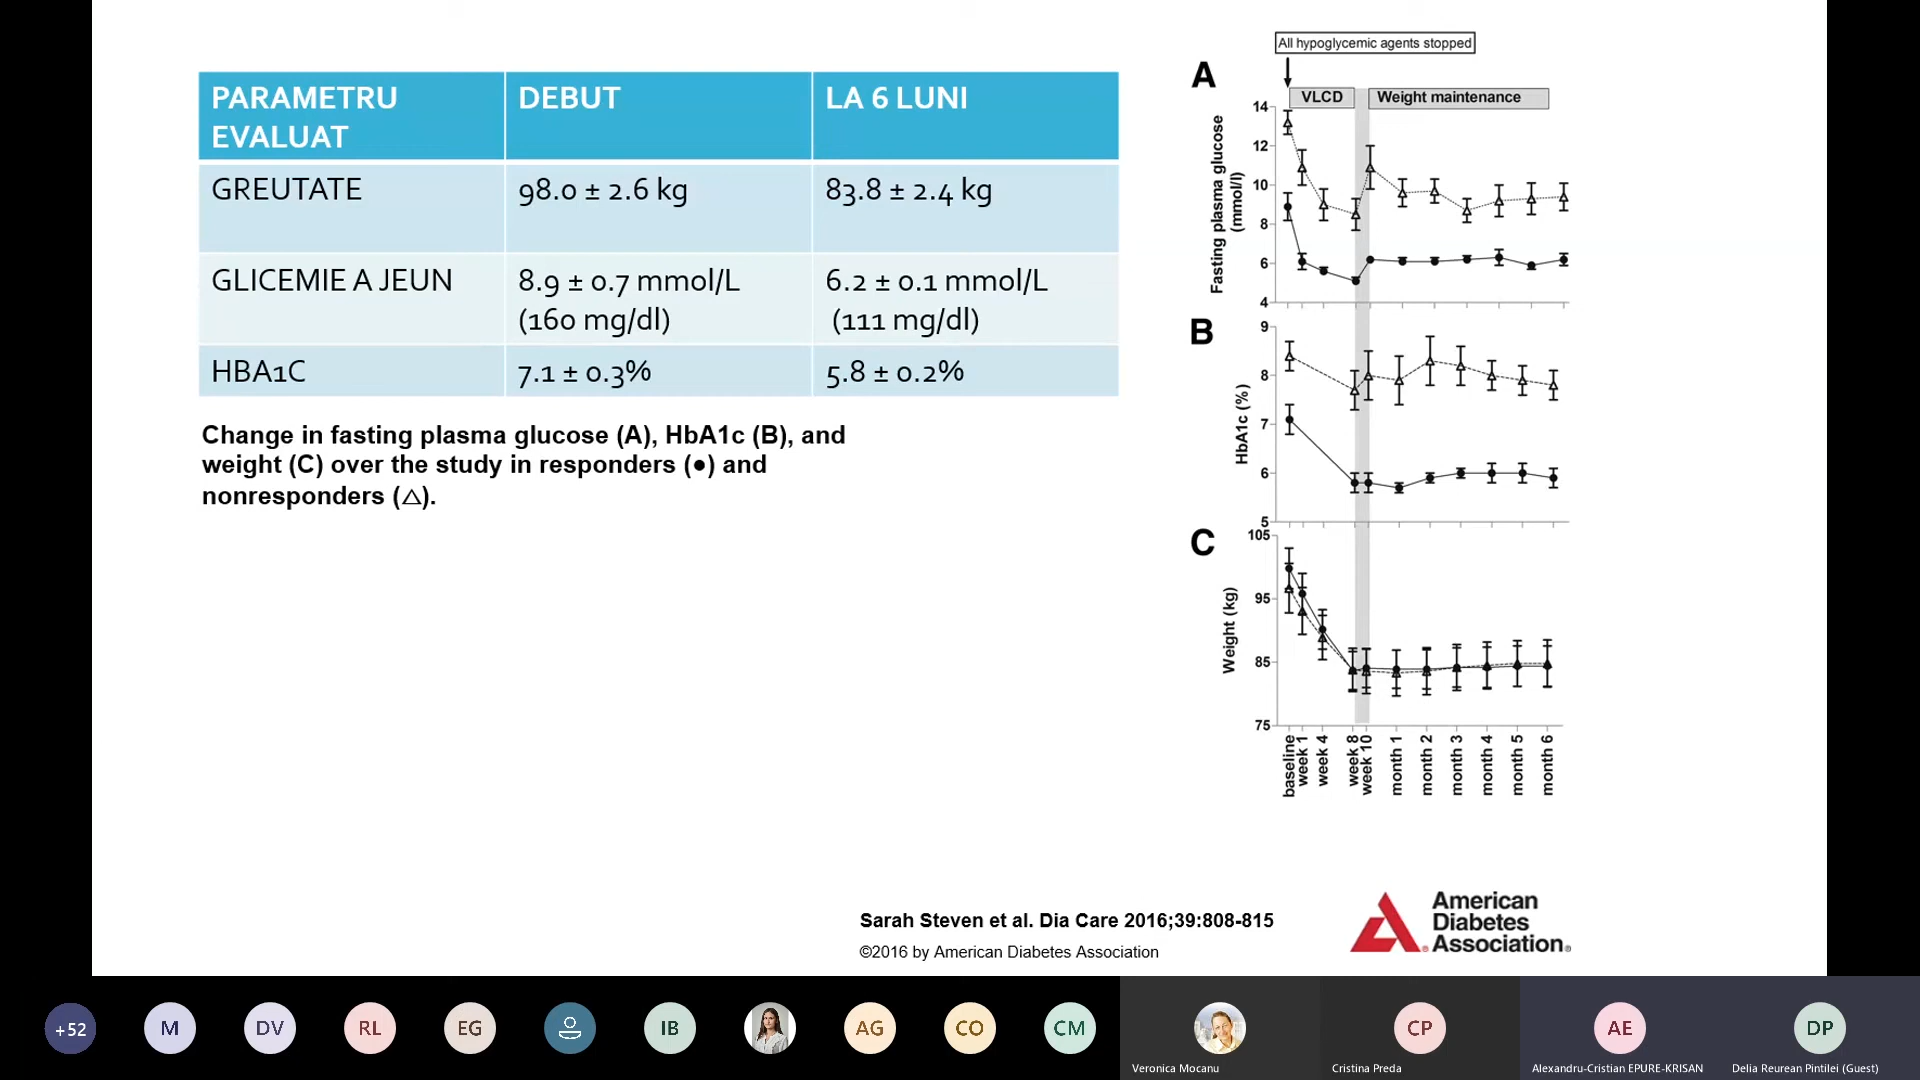 PARAMETRU
EVALUAT
DEBUT
LA 6 LUNI
GREUTATE
98.0 ± 2.6 kg
83.8 ± 2.4 kg
GLICEMIE A JEUN
8.9 ± 0.7 mmol/L
(160 mg/dl)
6.2 ± 0.1 mmol/L
(111 mg/dl)
HBA1C
7.1 ± 0.3%
5.8 ± 0.2%
Change in fasting plasma glucose (A), HbA1c (B), and
weight (C) over the study in responders (●) and
nonresponders (△).
All hypoglycemic agents stopped
A
VLCD
Weight maintenance
Fasting plasma glucose
(mmol/l)
14
12
10
8
6
4
B
HbA1c (%)
9
8
7
6
5
C
Weight (kg)
105
95
85
75
baseline
week 1
week 4
week 8
week 10
month 1
month 2
month 3
month 4
month 5
month 6
Sarah Steven et al. Dia Care 2016;39:808-815
©2016 by American Diabetes Association
American
Diabetes
Association®
+52
M
DV
RL
EG
IB
AG
CO
CM
Veronica Mocanu
CP
Cristina Preda
AE
Alexandru-Cristian EPURE-KRISAN
DP
Delia Reurean Pintilei (Guest)